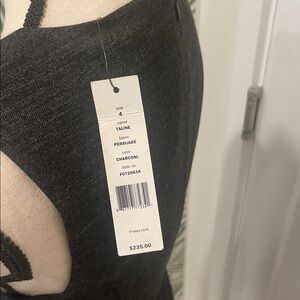 size
4
name
TALINE
fabric
PERSUADE
color
CHARCOAL
style no
F0726616
$235.00